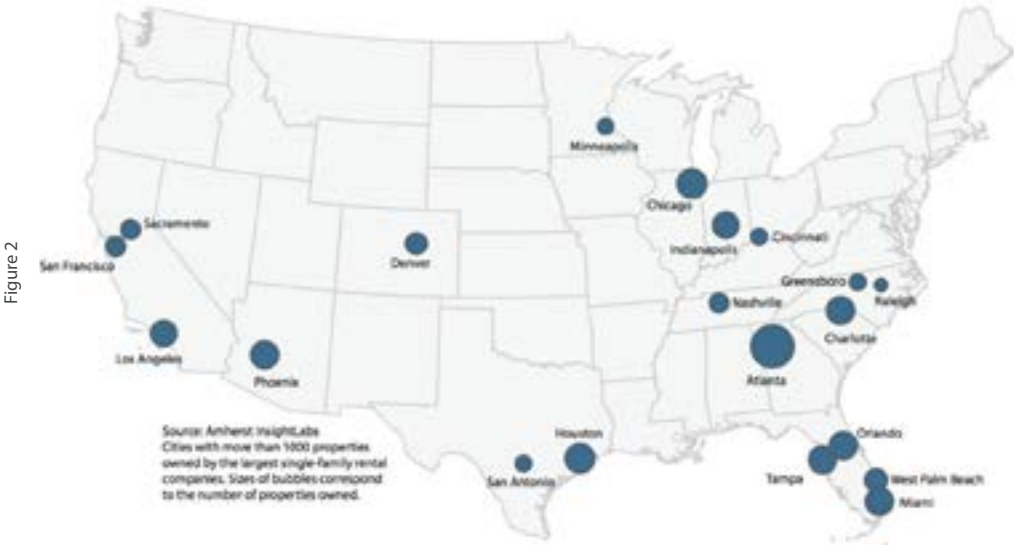 Figure 2
Minneapolis
Chicago
Sacramento
Indianapolis
Cincinnati
San Francisco
Denver
Greensboro
Raleigh
Nashville
Charlotte
Los Angeles
Phoenix
Atlanta
Source: Amherst InsightLabs
Cities with more than 1000 properties
owned by the largest single-family rental
companies. Sizes of bubbles correspond
to the number of properties owned.
Houston
Orlando
San Antonio
Tampa
West Palm Beach
Miami